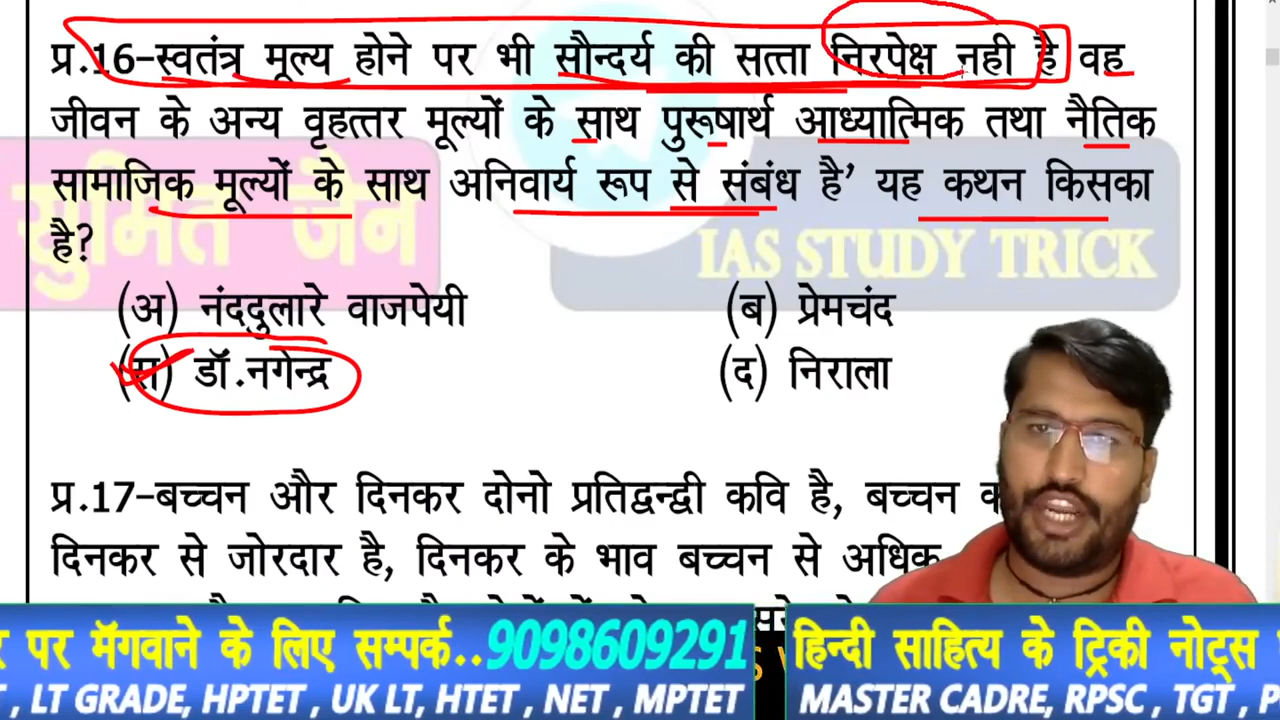 प्र.16-स्वतंत्र मूल्य होने पर भी सौन्दर्य की सत्ता निरपेक्ष नही है वह
जीवन के अन्य वृहत्तर मूल्यों के साथ पुरूषार्थ आध्यात्मिक तथा नैतिक
सामाजिक मूल्यों के साथ अनिवार्य रूप से संबंध है’ यह कथन किसका
है?
सुमित जैन
IAS STUDY TRICK
(अ) नंददुलारे वाजपेयी (ब) प्रेमचंद
(स) डॉ.नगेन्द्र (द) निराला
प्र.17-बच्चन और दिनकर दोनो प्रतिद्वन्द्वी कवि है, बच्चन
दिनकर से जोरदार है, दिनकर के भाव बच्चन से अधिक
पर मॅगवाने के लिए सम्पर्क..9098609291 हिन्दी साहित्य के ट्रिकी नोट्स
, LT GRADE, HPTET , UK LT, HTET , NET , MPTET MASTER CADRE, RPSC , TGT ,